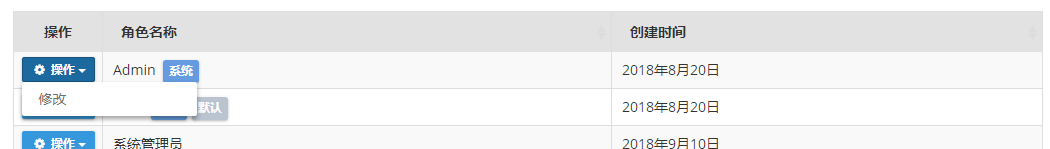 操作 角色名称 创建时间
操作 Admin 系统 2018年8月20日
修改
默认 2018年8月20日
操作 系统管理员 2018年9月10日